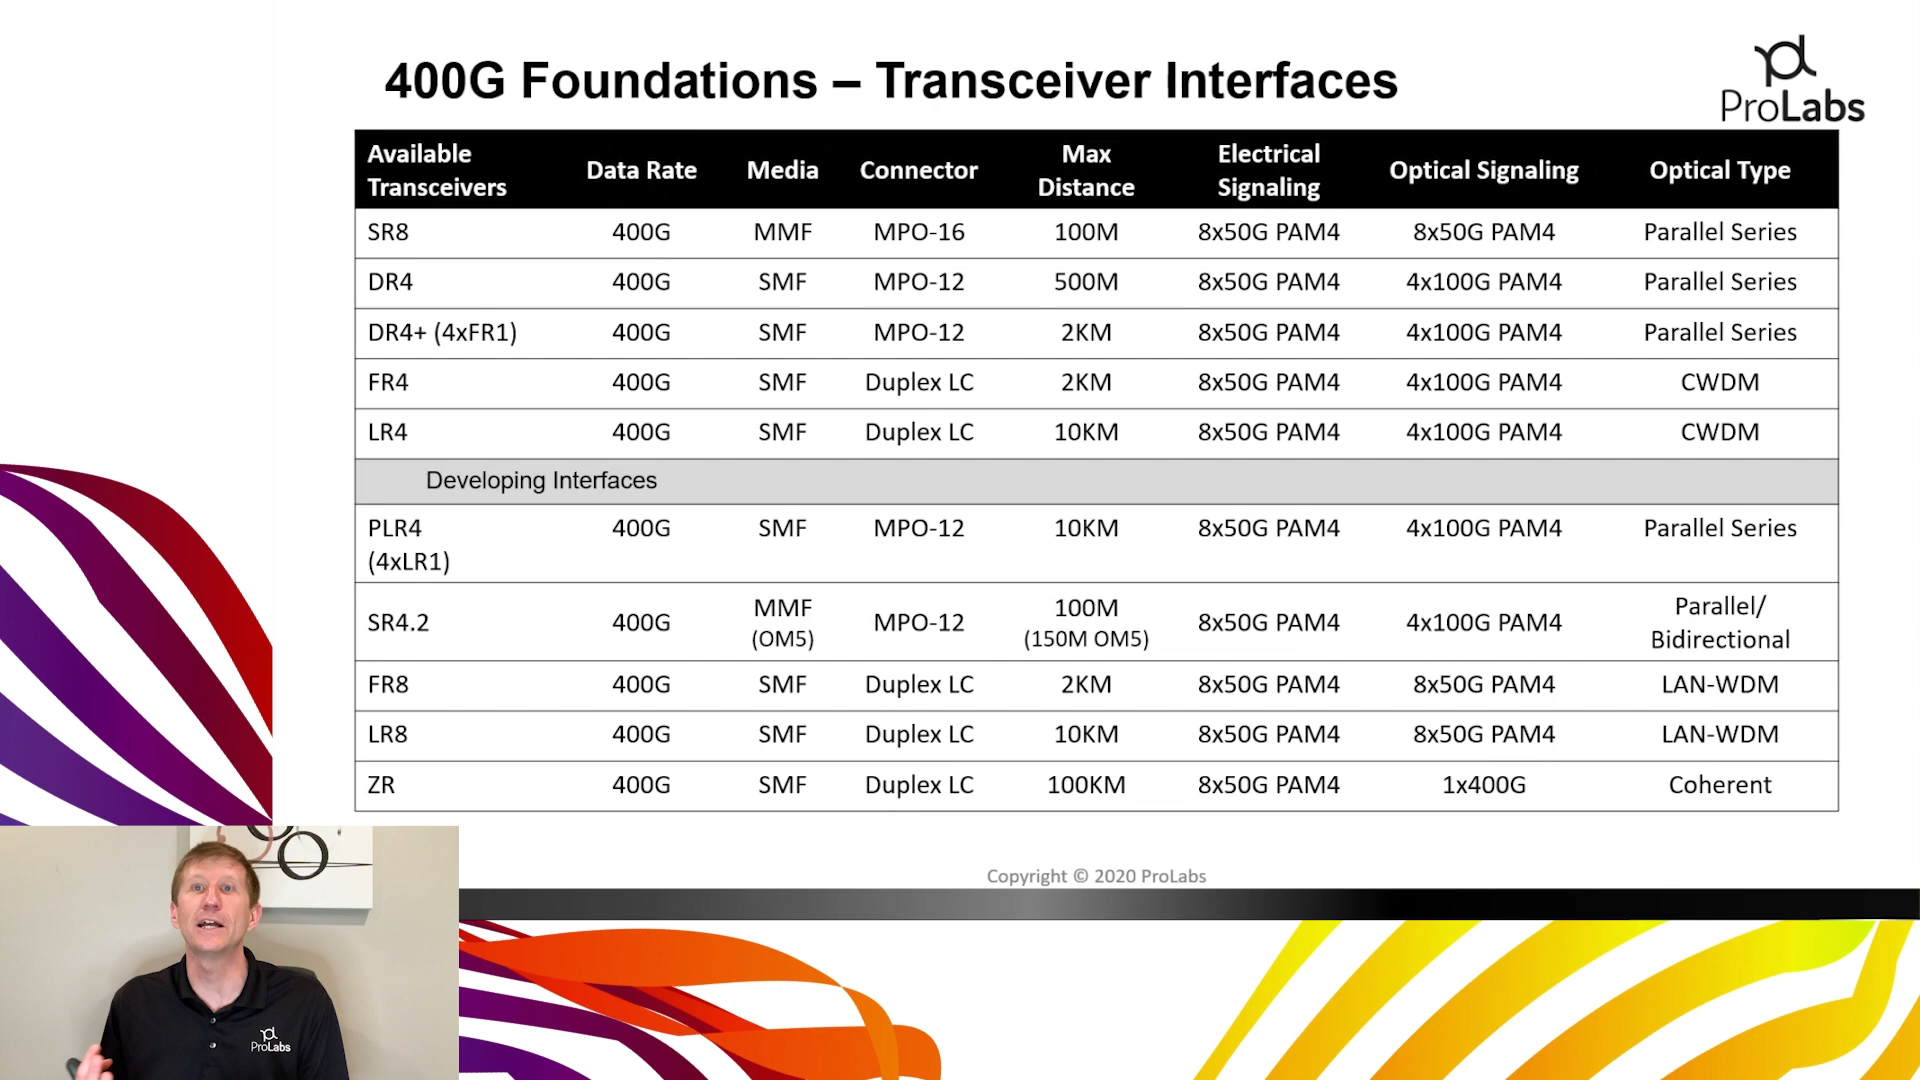 400G Foundations – Transceiver Interfaces
ProLabs
Available Transceivers Data Rate Media Connector Max Distance Electrical Signaling Optical Signaling Optical Type
SR8 400G MMF MPO-16 100M 8x50G PAM4 8x50G PAM4 Parallel Series
DR4 400G SMF MPO-12 500M 8x50G PAM4 4x100G PAM4 Parallel Series
DR4+ (4xFR1) 400G SMF MPO-12 2KM 8x50G PAM4 4x100G PAM4 Parallel Series
FR4 400G SMF Duplex LC 2KM 8x50G PAM4 4x100G PAM4 CWDM
LR4 400G SMF Duplex LC 10KM 8x50G PAM4 4x100G PAM4 CWDM
Developing Interfaces
PLR4 (4xLR1) 400G SMF MPO-12 10KM 8x50G PAM4 4x100G PAM4 Parallel Series
SR4.2 400G MMF (OM5) MPO-12 100M (150M OM5) 8x50G PAM4 4x100G PAM4 Parallel/ Bidirectional
FR8 400G SMF Duplex LC 2KM 8x50G PAM4 8x50G PAM4 LAN-WDM
LR8 400G SMF Duplex LC 10KM 8x50G PAM4 8x50G PAM4 LAN-WDM
ZR 400G SMF Duplex LC 100KM 8x50G PAM4 1x400G Coherent
Copyright © 2020 ProLabs
ProLabs